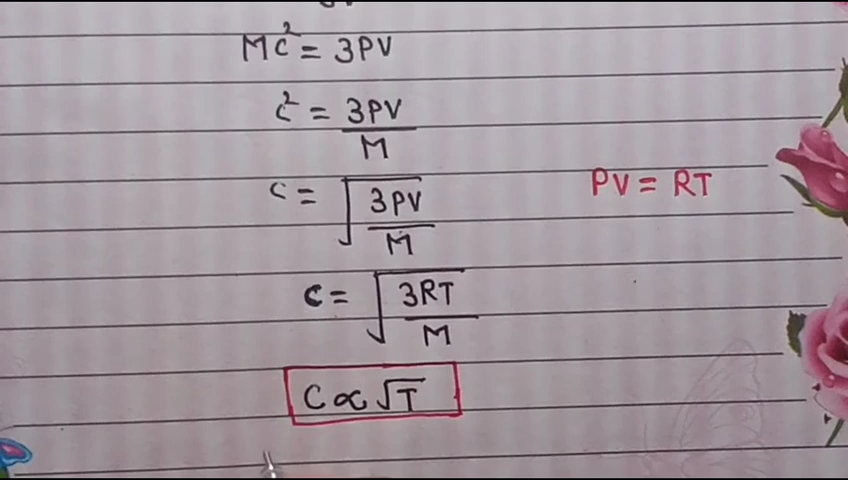 MC² = 3PV
C² = 3PV/M
C = √(3PV/M)
PV = RT
C = √(3RT/M)
C ∝ √T